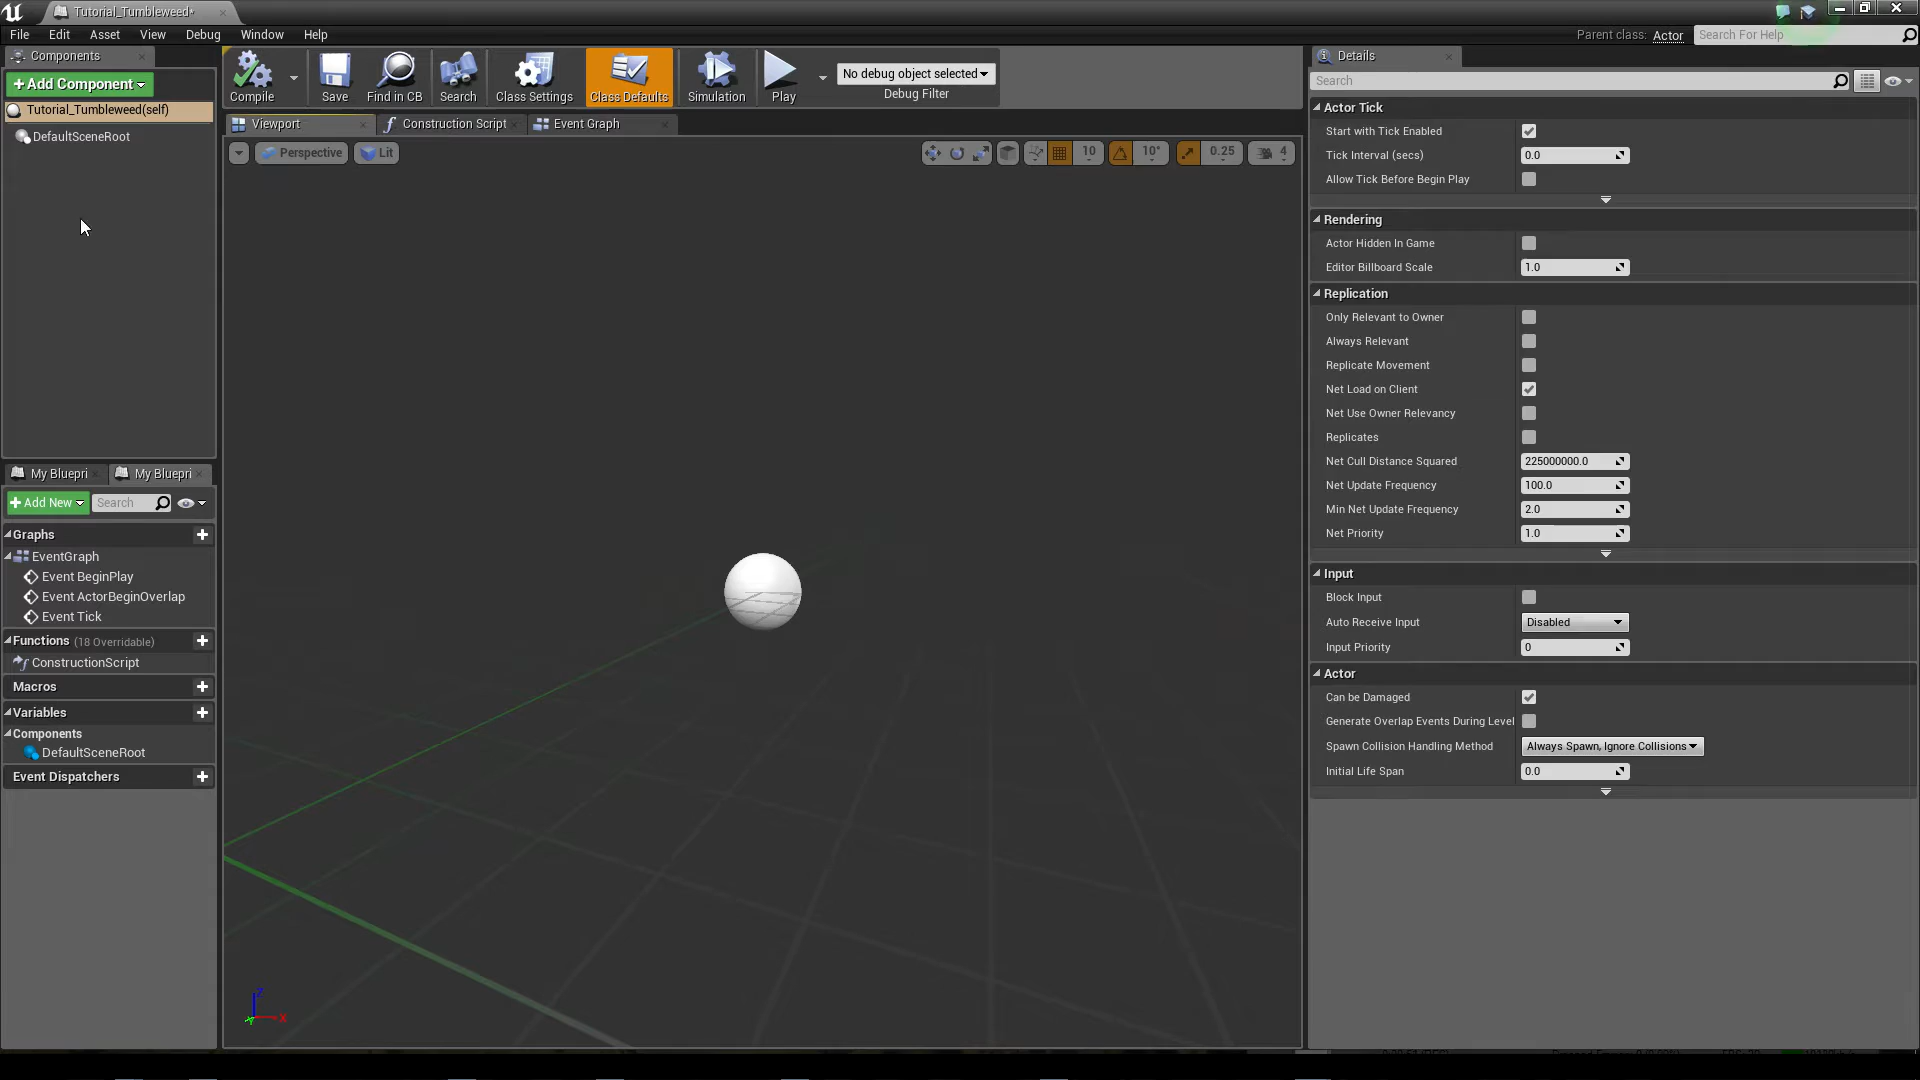 Tutorial_Tumbleweed*
File Edit Asset View Debug Window Help
Parent class: Actor
Search For Help
Components
+Add Component
Tutorial_Tumbleweed(self)
DefaultSceneRoot
Compile
Save
Find in CB
Search
Class Settings
Class Defaults
Simulation
Play
No debug object selected
Debug Filter
Viewport
Construction Script
Event Graph
Perspective
Lit
10
10°
0.25
4
My Bluepri
My Bluepri
+Add New
Search
Graphs
EventGraph
Event BeginPlay
Event ActorBeginOverlap
Event Tick
Functions (18 Overridable)
ConstructionScript
Macros
Variables
Components
DefaultSceneRoot
Event Dispatchers
Z
X
Y
Details
Search
Actor Tick
Start with Tick Enabled
Tick Interval (secs) 0.0
Allow Tick Before Begin Play
Rendering
Actor Hidden In Game
Editor Billboard Scale 1.0
Replication
Only Relevant to Owner
Always Relevant
Replicate Movement
Net Load on Client
Net Use Owner Relevancy
Replicates
Net Cull Distance Squared 225000000.0
Net Update Frequency 100.0
Min Net Update Frequency 2.0
Net Priority 1.0
Input
Block Input
Auto Receive Input Disabled
Input Priority 0
Actor
Can be Damaged
Generate Overlap Events During Level
Spawn Collision Handling Method Always Spawn, Ignore Collisions
Initial Life Span 0.0